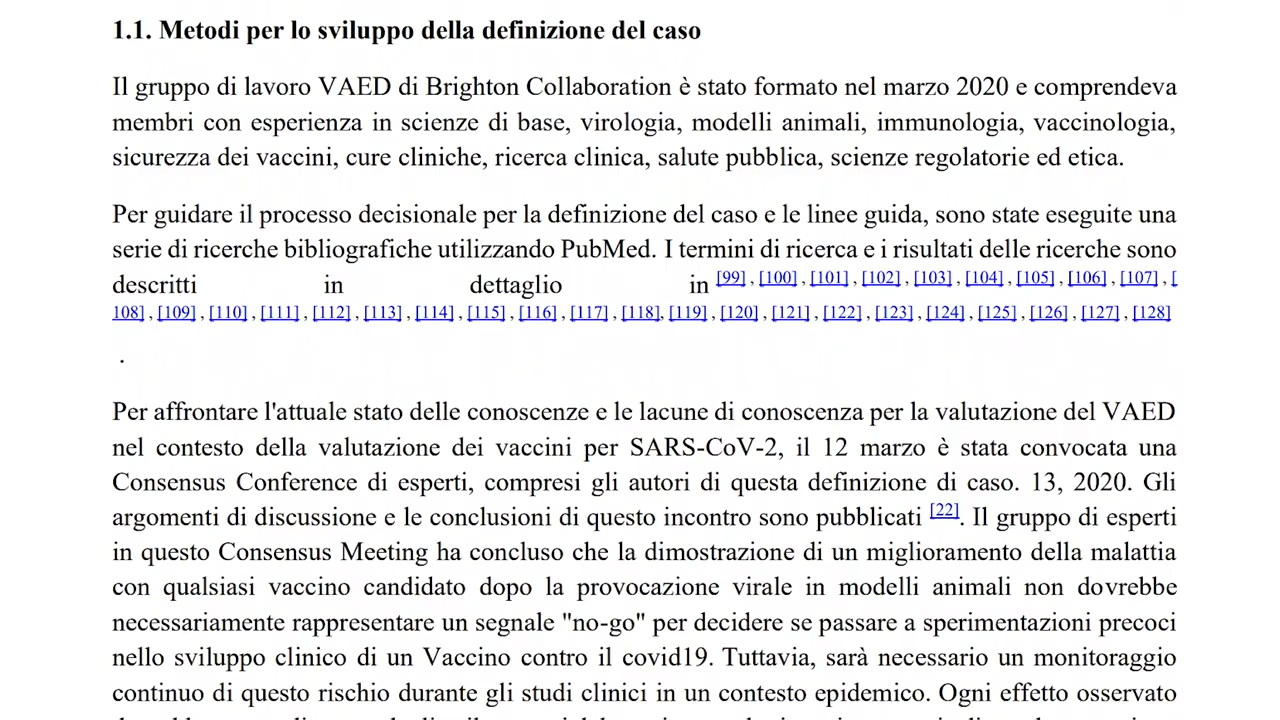 1.1. Metodi per lo sviluppo della definizione del caso
Il gruppo di lavoro VAED di Brighton Collaboration è stato formato nel marzo 2020 e comprendeva
membri con esperienza in scienze di base, virologia, modelli animali, immunologia, vaccinologia,
sicurezza dei vaccini, cure cliniche, ricerca clinica, salute pubblica, scienze regolatorie ed etica.
Per guidare il processo decisionale per la definizione del caso e le linee guida, sono state eseguite una
serie di ricerche bibliografiche utilizzando PubMed. I termini di ricerca e i risultati delle ricerche sono
descritti in dettaglio in [99] , [100] , [101] , [102] , [103] , [104] , [105] , [106] , [107] , [
108] , [109] , [110] , [111] , [112] , [113] , [114] , [115] , [116] , [117] , [118], [119] , [120] , [121] , [122] , [123] , [124] , [125] , [126] , [127] , [128]
.
Per affrontare l'attuale stato delle conoscenze e le lacune di conoscenza per la valutazione del VAED
nel contesto della valutazione dei vaccini per SARS-CoV-2, il 12 marzo è stata convocata una
Consensus Conference di esperti, compresi gli autori di questa definizione di caso. 13, 2020. Gli
argomenti di discussione e le conclusioni di questo incontro sono pubblicati [22]. Il gruppo di esperti
in questo Consensus Meeting ha concluso che la dimostrazione di un miglioramento della malattia
con qualsiasi vaccino candidato dopo la provocazione virale in modelli animali non dovrebbe
necessariamente rappresentare un segnale "no-go" per decidere se passare a sperimentazioni precoci
nello sviluppo clinico di un Vaccino contro il covid19. Tuttavia, sarà necessario un monitoraggio
continuo di questo rischio durante gli studi clinici in un contesto epidemico. Ogni effetto osservato